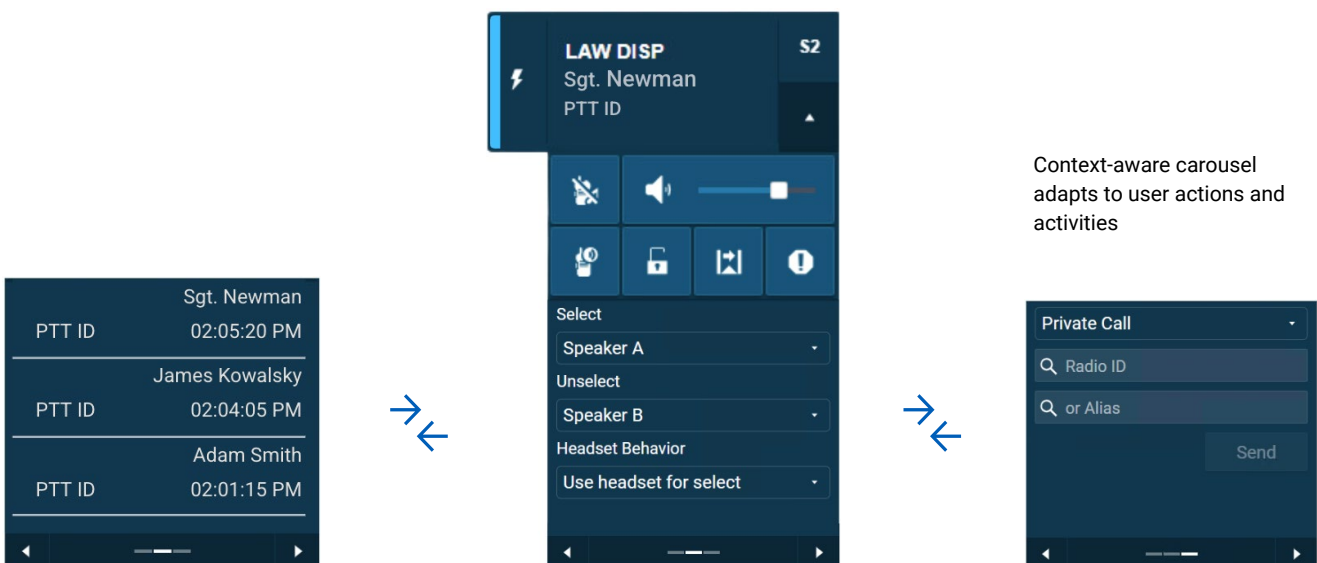 Sgt. Newman
PTT ID 02:05:20 PM
James Kowalsky
PTT ID 02:04:05 PM
Adam Smith
PTT ID 02:01:15 PM
LAW DISP S2
Sgt. Newman
PTT ID
Select
Speaker A
Unselect
Speaker B
Headset Behavior
Use headset for select
Context-aware carousel
adapts to user actions and
activities
Private Call
Radio ID
or Alias
Send